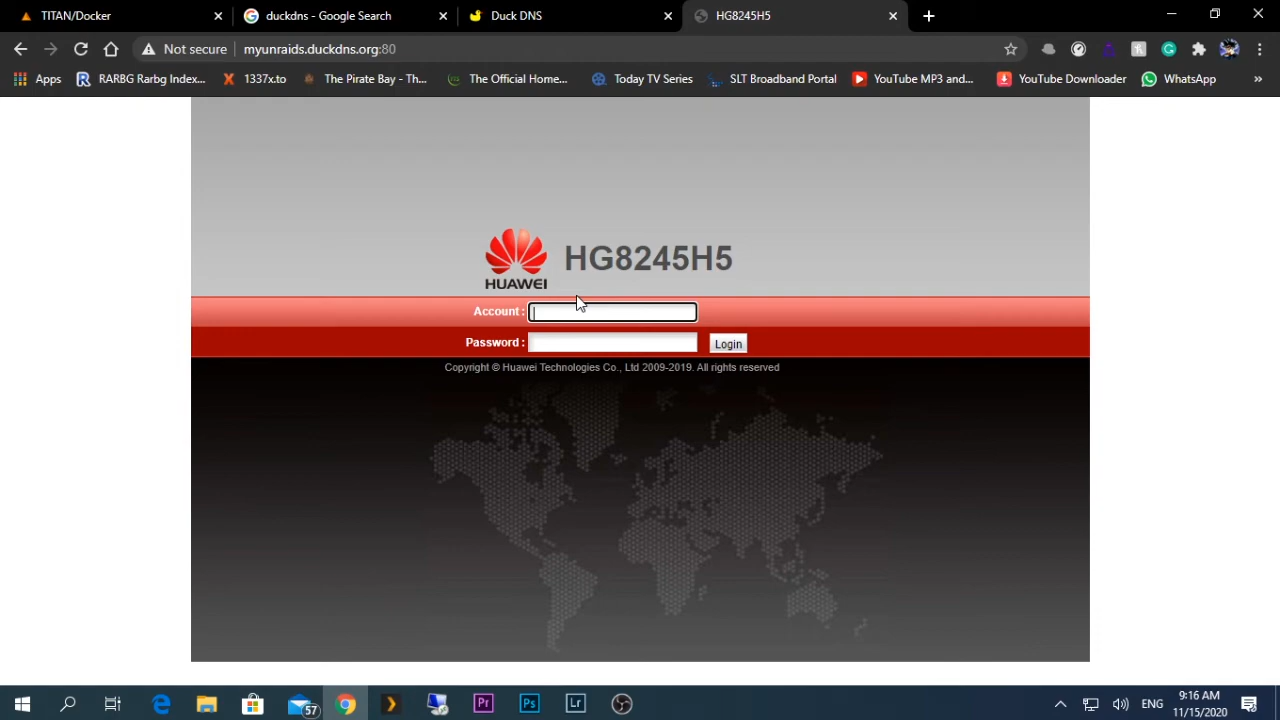 TITAN/Docker
duckdns - Google Search
Duck DNS
HG8245H5
Not secure
myunraids.duckdns.org:80
Apps
RARBG Rarbg Index...
1337x.to
The Pirate Bay - Th...
The Official Home...
Today TV Series
SLT Broadband Portal
YouTube MP3 and...
YouTube Downloader
WhatsApp
»
HUAWEI
HG8245H5
Account :
Password :
Login
Copyright © Huawei Technologies Co., Ltd 2009-2019. All rights reserved
57
Pr
Ps
Lr
ENG
9:16 AM
11/15/2020